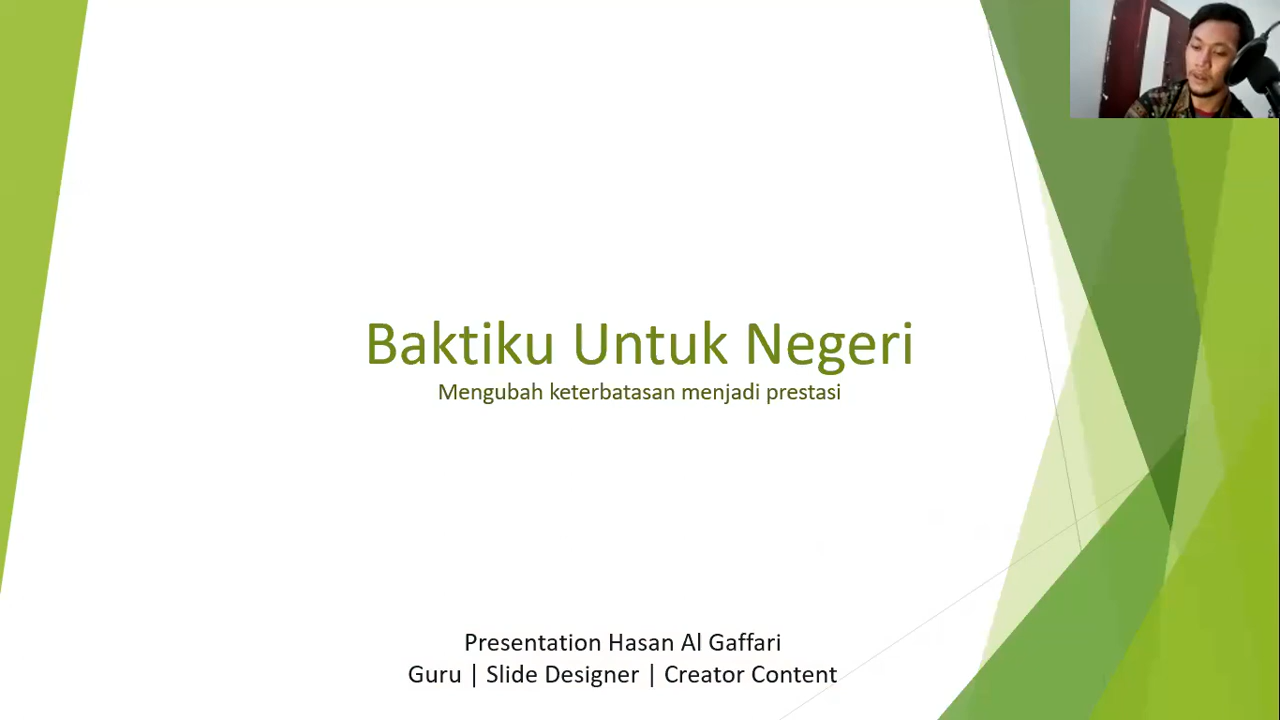 Baktiku Untuk Negeri
Mengubah keterbatasan menjadi prestasi
Presentation Hasan Al Gaffari
Guru | Slide Designer | Creator Content